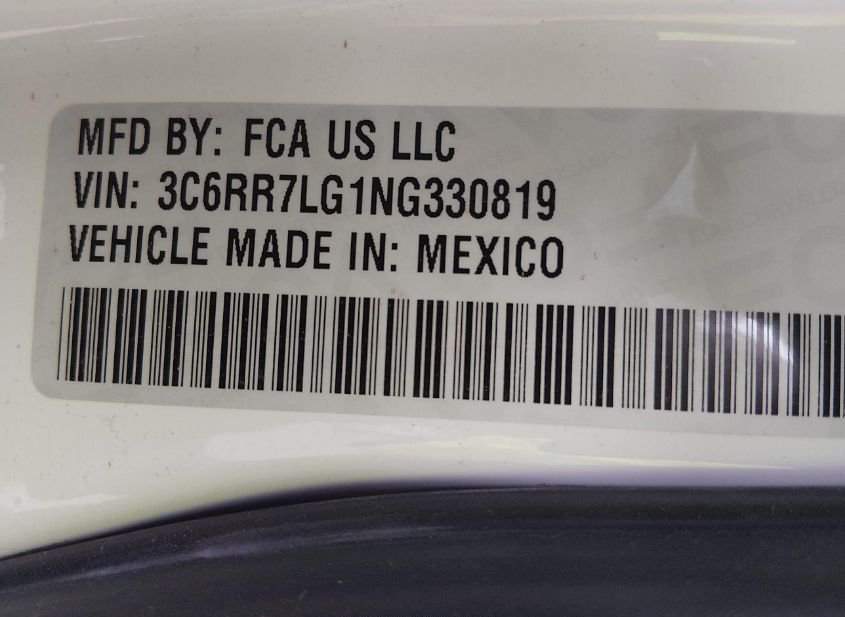 MFD BY: FCA US LLC
VIN: 3C6RR7LG1NG330819
VEHICLE MADE IN: MEXICO